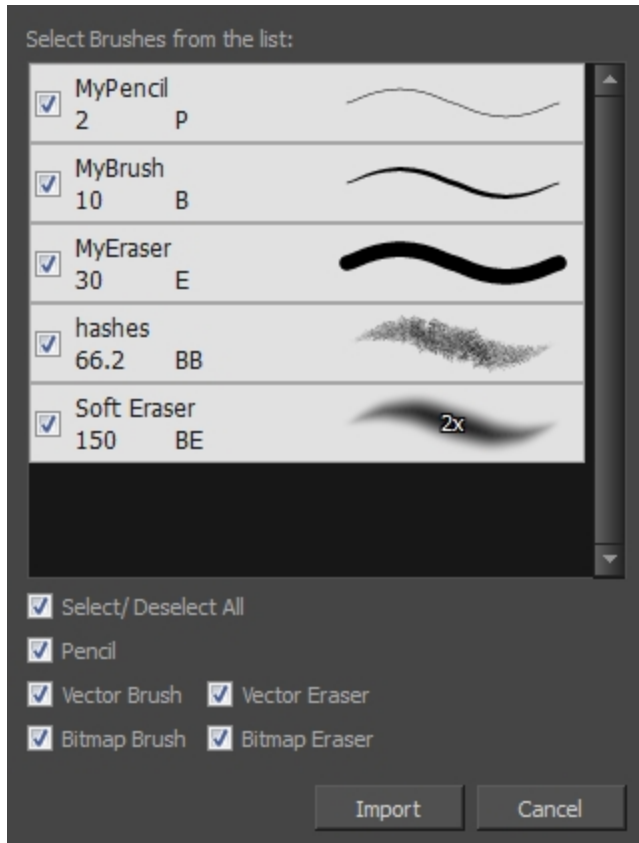 Select Brushes from the list:
MyPencil
2 P
MyBrush
10 B
MyEraser
30 E
hashes
66.2 BB
Soft Eraser
150 BE
2x
Select/ Deselect All
Pencil
Vector Brush Vector Eraser
Bitmap Brush Bitmap Eraser
Import Cancel